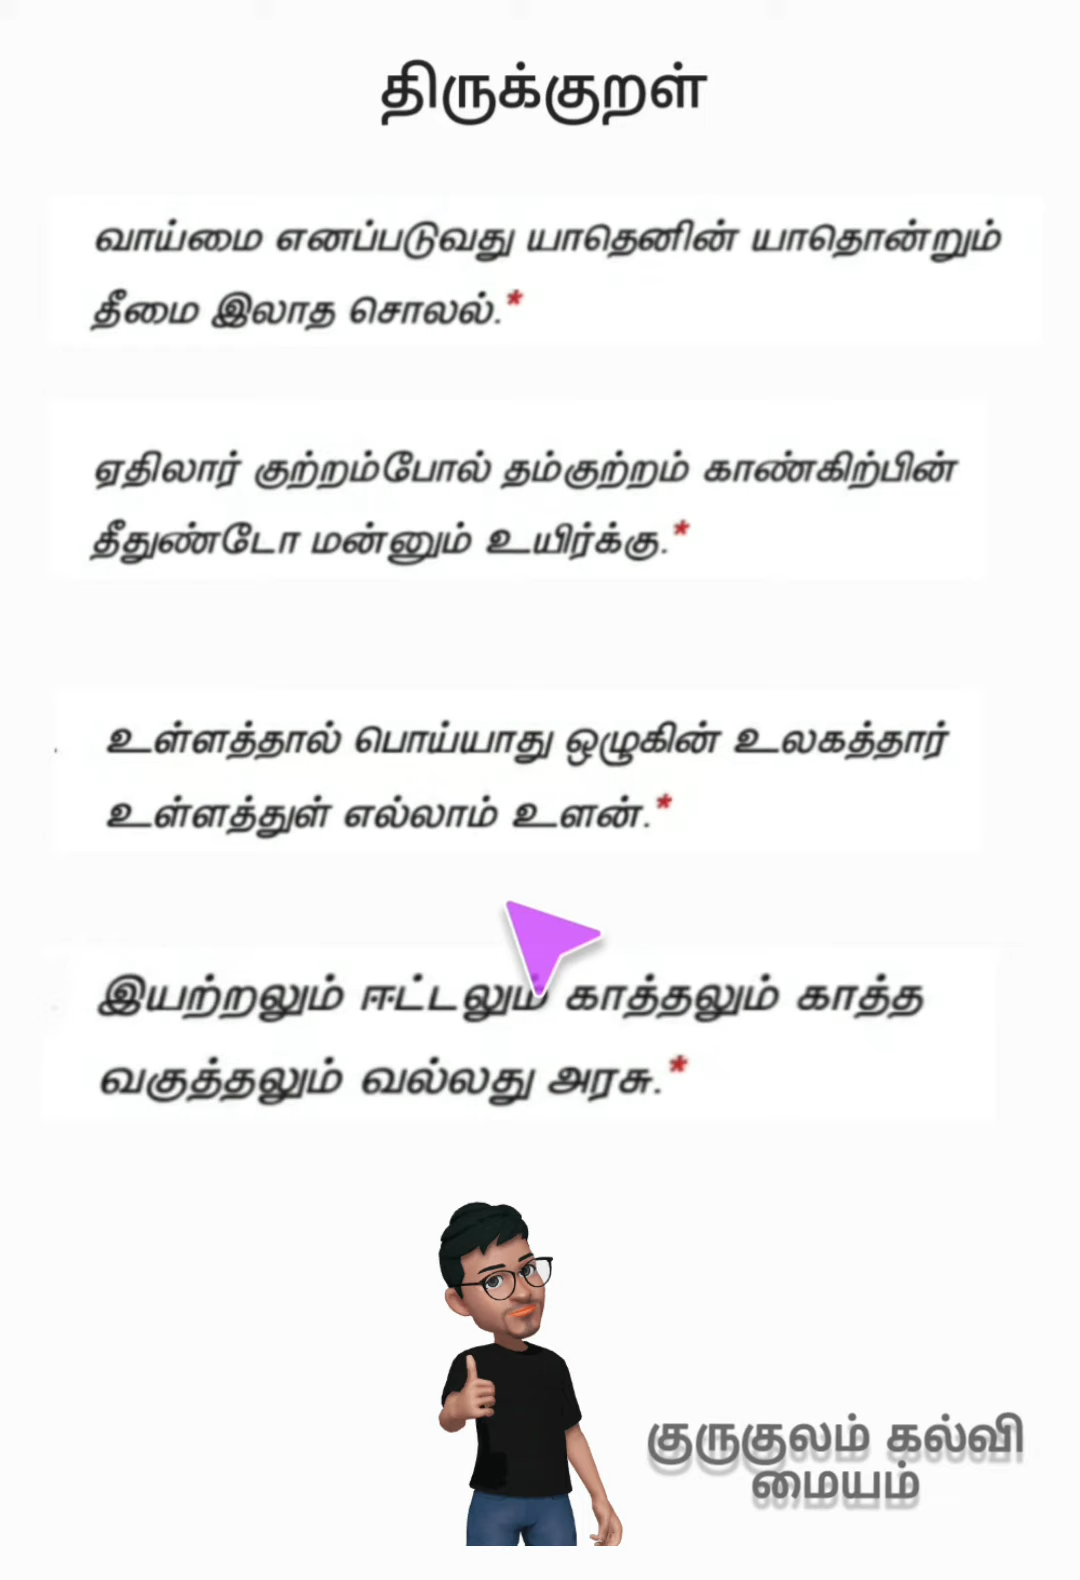 திருக்குறள்
வாய்மை எனப்படுவது யாதெனின் யாதொன்றும்
தீமை இலாத சொலல்.*
ஏதிலார் குற்றம்போல் தம்குற்றம் காண்கிற்பின்
தீதுண்டோ மன்னும் உயிர்க்கு.*
உள்ளத்தால் பொய்யாது ஒழுகின் உலகத்தார்
உள்ளத்துள் எல்லாம் உளன்.*
இயற்றலும் ஈட்டலும் காத்தலும் காத்த
வகுத்தலும் வல்லது அரசு.*
குருகுலம் கல்வி
மையம்